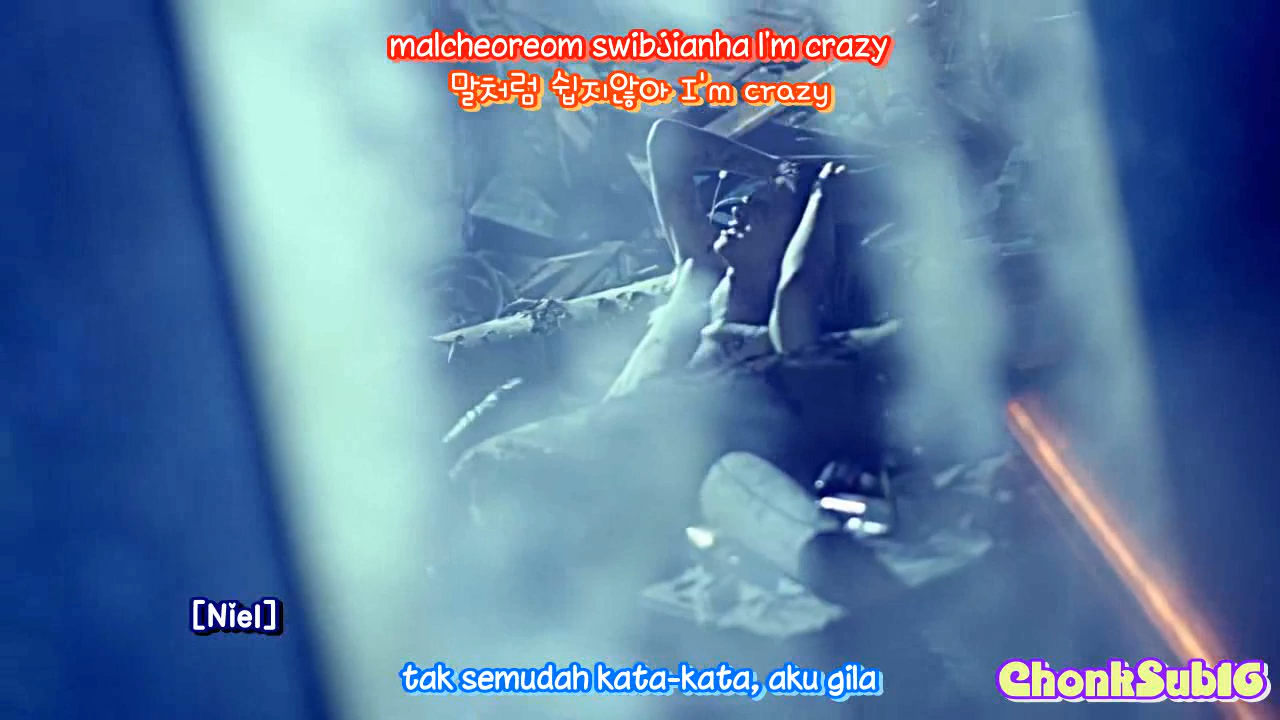 malcheoreom swibjianha I'm crazy
말처럼 쉽지않아 I'm crazy
[Niel]
tak semudah kata-kata, aku gila
ChonkSub16